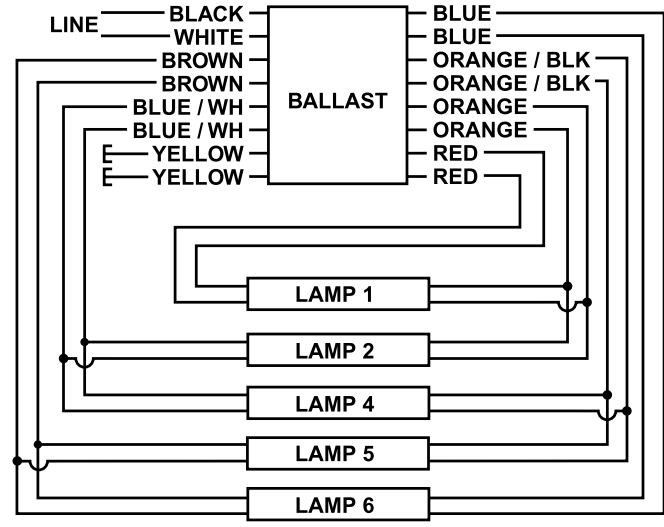 LINE
BLACK
WHITE
BROWN
BROWN
BLUE / WH
BLUE / WH
YELLOW
YELLOW
BALLAST
BLUE
BLUE
ORANGE / BLK
ORANGE / BLK
ORANGE
ORANGE
RED
RED
LAMP 1
LAMP 2
LAMP 4
LAMP 5
LAMP 6